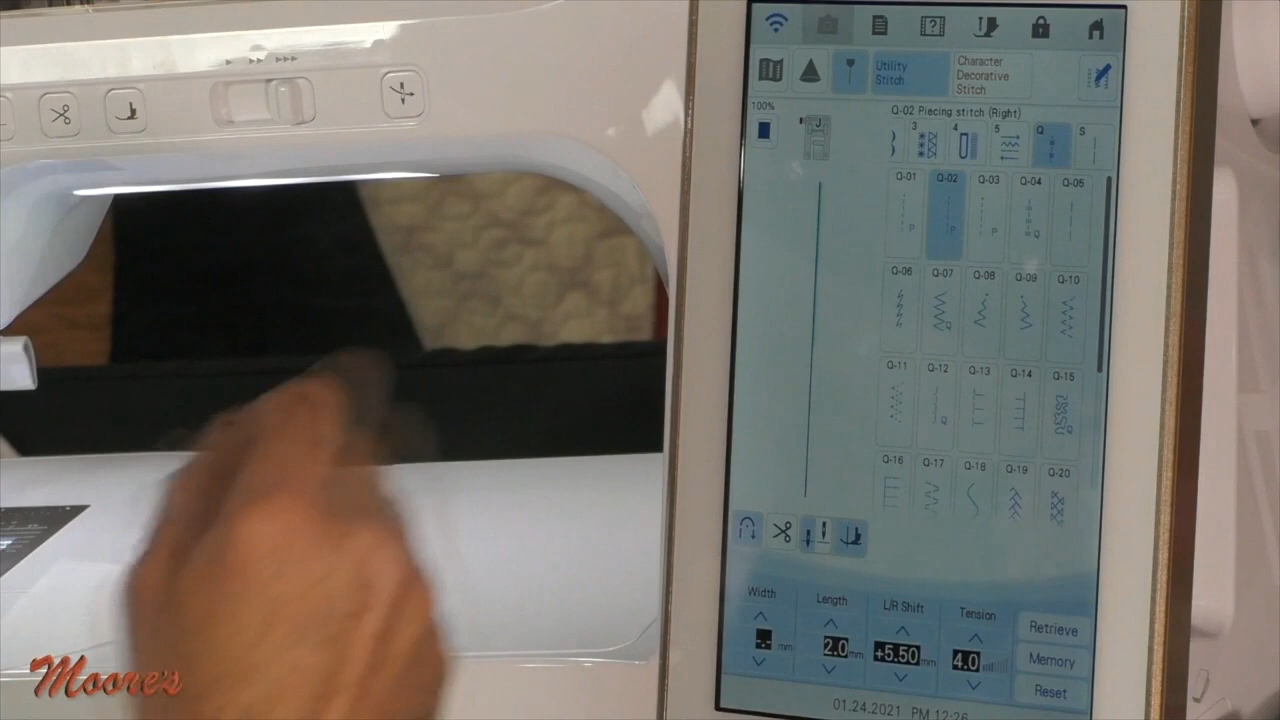 Utility
Stitch
Character
Decorative
Stitch
100%
J
Q-02 Piecing stitch (Right)
3 4 5 Q S
Q-01 Q-02 Q-03 Q-04 Q-05
P P P Q
Q-06 Q-07 Q-08 Q-09 Q-10
Q-11 Q-12 Q-13 Q-14 Q-15
Q-16 Q-17 Q-18 Q-19 Q-20
Width Length L/R Shift Tension
-.- mm 2.0 mm +5.50 mm 4.0
Retrieve
Memory
Reset
01.24.2021 PM 12:26
Moore's